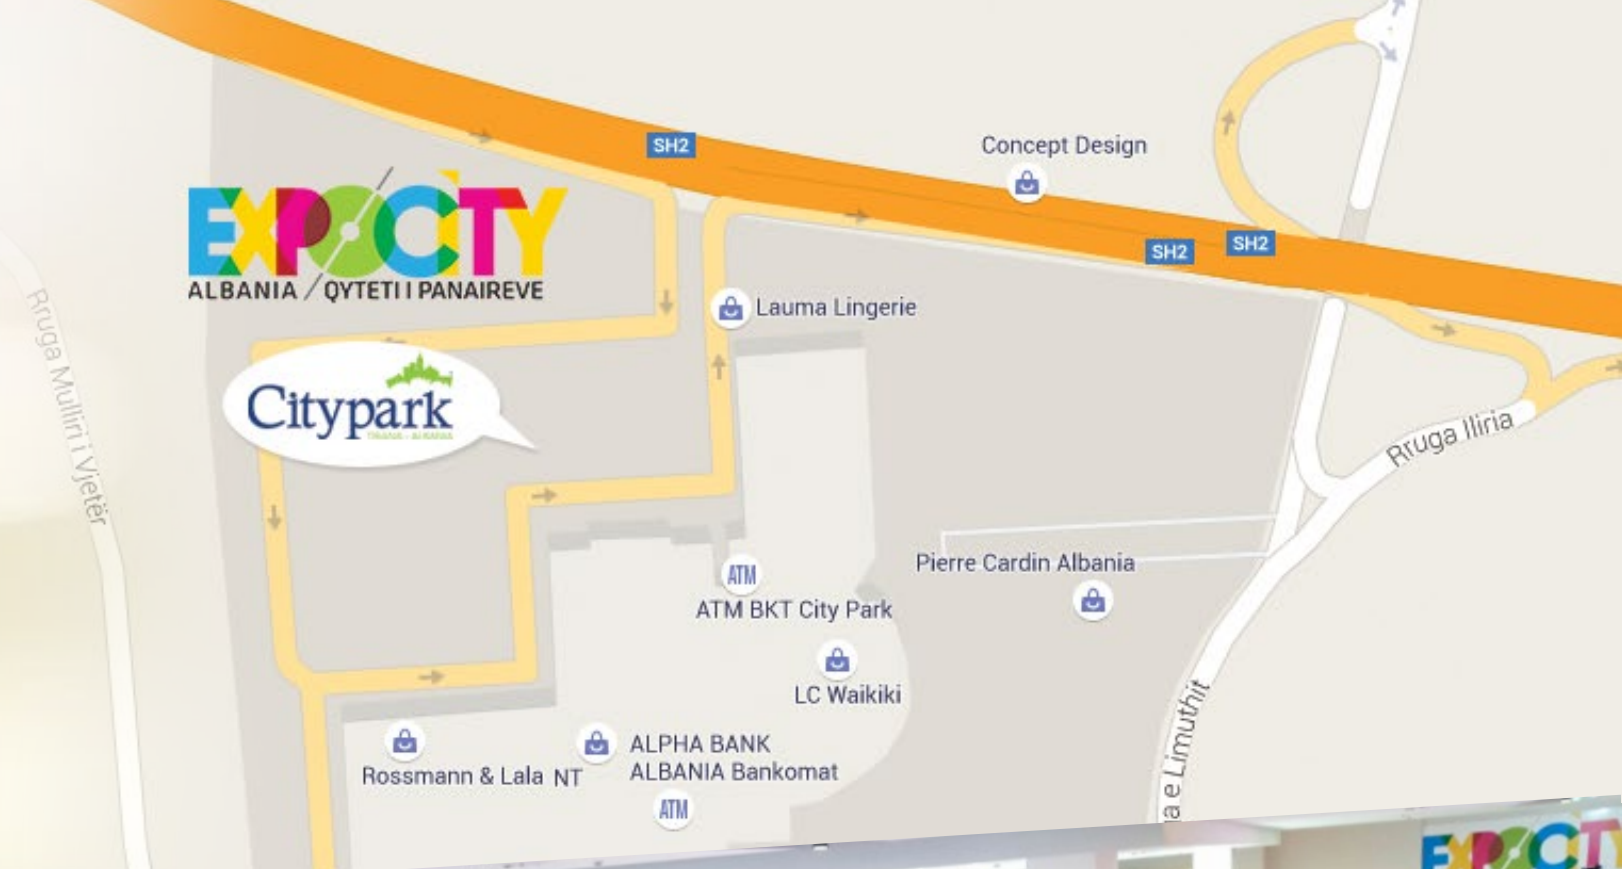 SH2
Concept Design
EXPOCITY
ALBANIA / QYTETI I PANAIREVE
SH2
SH2
Lauma Lingerie
Rruga Mulliri i Vjetër
Citypark
Rruga Iliria
Pierre Cardin Albania
ATM
ATM BKT City Park
LC Waikiki
a e Limuthit
ALPHA BANK
Rossmann & Lala
NT
ALBANIA Bankomat
ATM
EXPOCIT